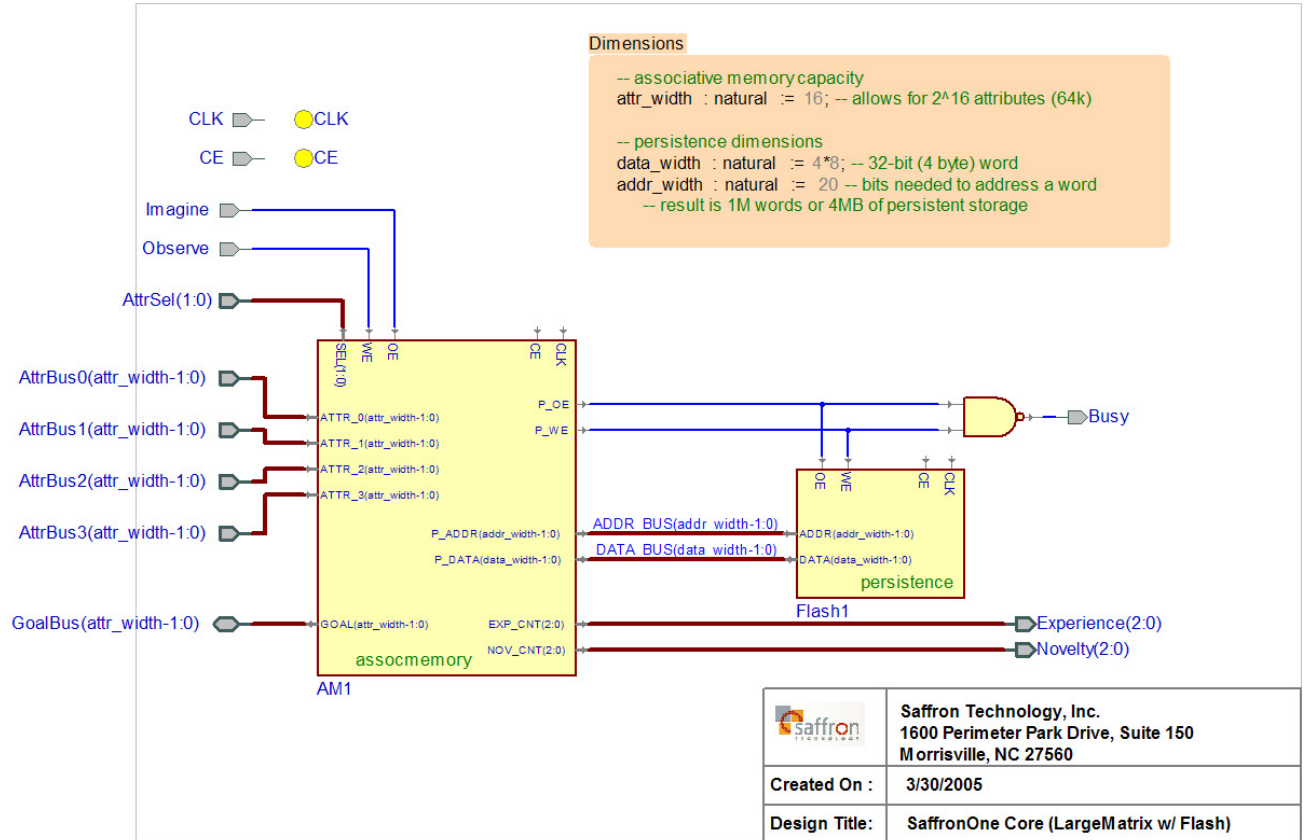 Dimensions
-- associative memory capacity
attr_width : natural := 16; -- allows for 2^16 attributes (64k)
-- persistence dimensions
data_width : natural := 4*8; -- 32-bit (4 byte) word
addr_width : natural := 20 -- bits needed to address a word
-- result is 1M words or 4MB of persistent storage
CLK
CLK
CE
CE
Imagine
Observe
AttrSel(1:0)
SEL(1:0)
WE
OE
CE
CLK
AttrBus0(attr_width-1:0)
AttrBus1(attr_width-1:0)
AttrBus2(attr_width-1:0)
AttrBus3(attr_width-1:0)
GoalBus(attr_width-1:0)
ATTR_0(attr_width-1:0)
ATTR_1(attr_width-1:0)
ATTR_2(attr_width-1:0)
ATTR_3(attr_width-1:0)
GOAL(attr_width-1:0)
P_OE
P_WE
P_ADDR(addr_width-1:0)
P_DATA(data_width-1:0)
EXP_CNT(2:0)
NOV_CNT(2:0)
assocmemory
AM1
Busy
OE
WE
CE
CLK
ADDR_BUS(addr_width-1:0)
DATA_BUS(data_width-1:0)
ADDR(addr_width-1:0)
DATA(data_width-1:0)
persistence
Flash1
Experience(2:0)
Novelty(2:0)
saffron
TECHNOLOGY
Saffron Technology, Inc.
1600 Perimeter Park Drive, Suite 150
Morrisville, NC 27560
Created On : 3/30/2005
Design Title: SaffronOne Core (LargeMatrix w/ Flash)